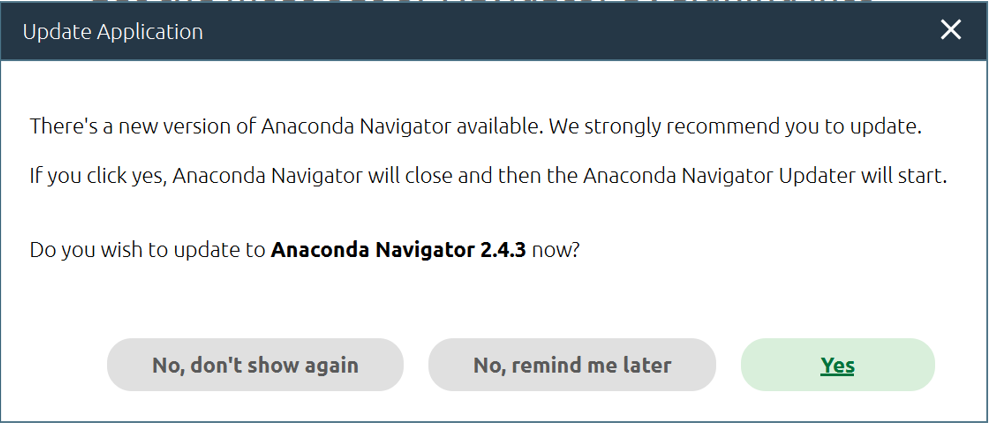 Update Application
There's a new version of Anaconda Navigator available. We strongly recommend you to update.
If you click yes, Anaconda Navigator will close and then the Anaconda Navigator Updater will start.
Do you wish to update to Anaconda Navigator 2.4.3 now?
No, don't show again
No, remind me later
Yes